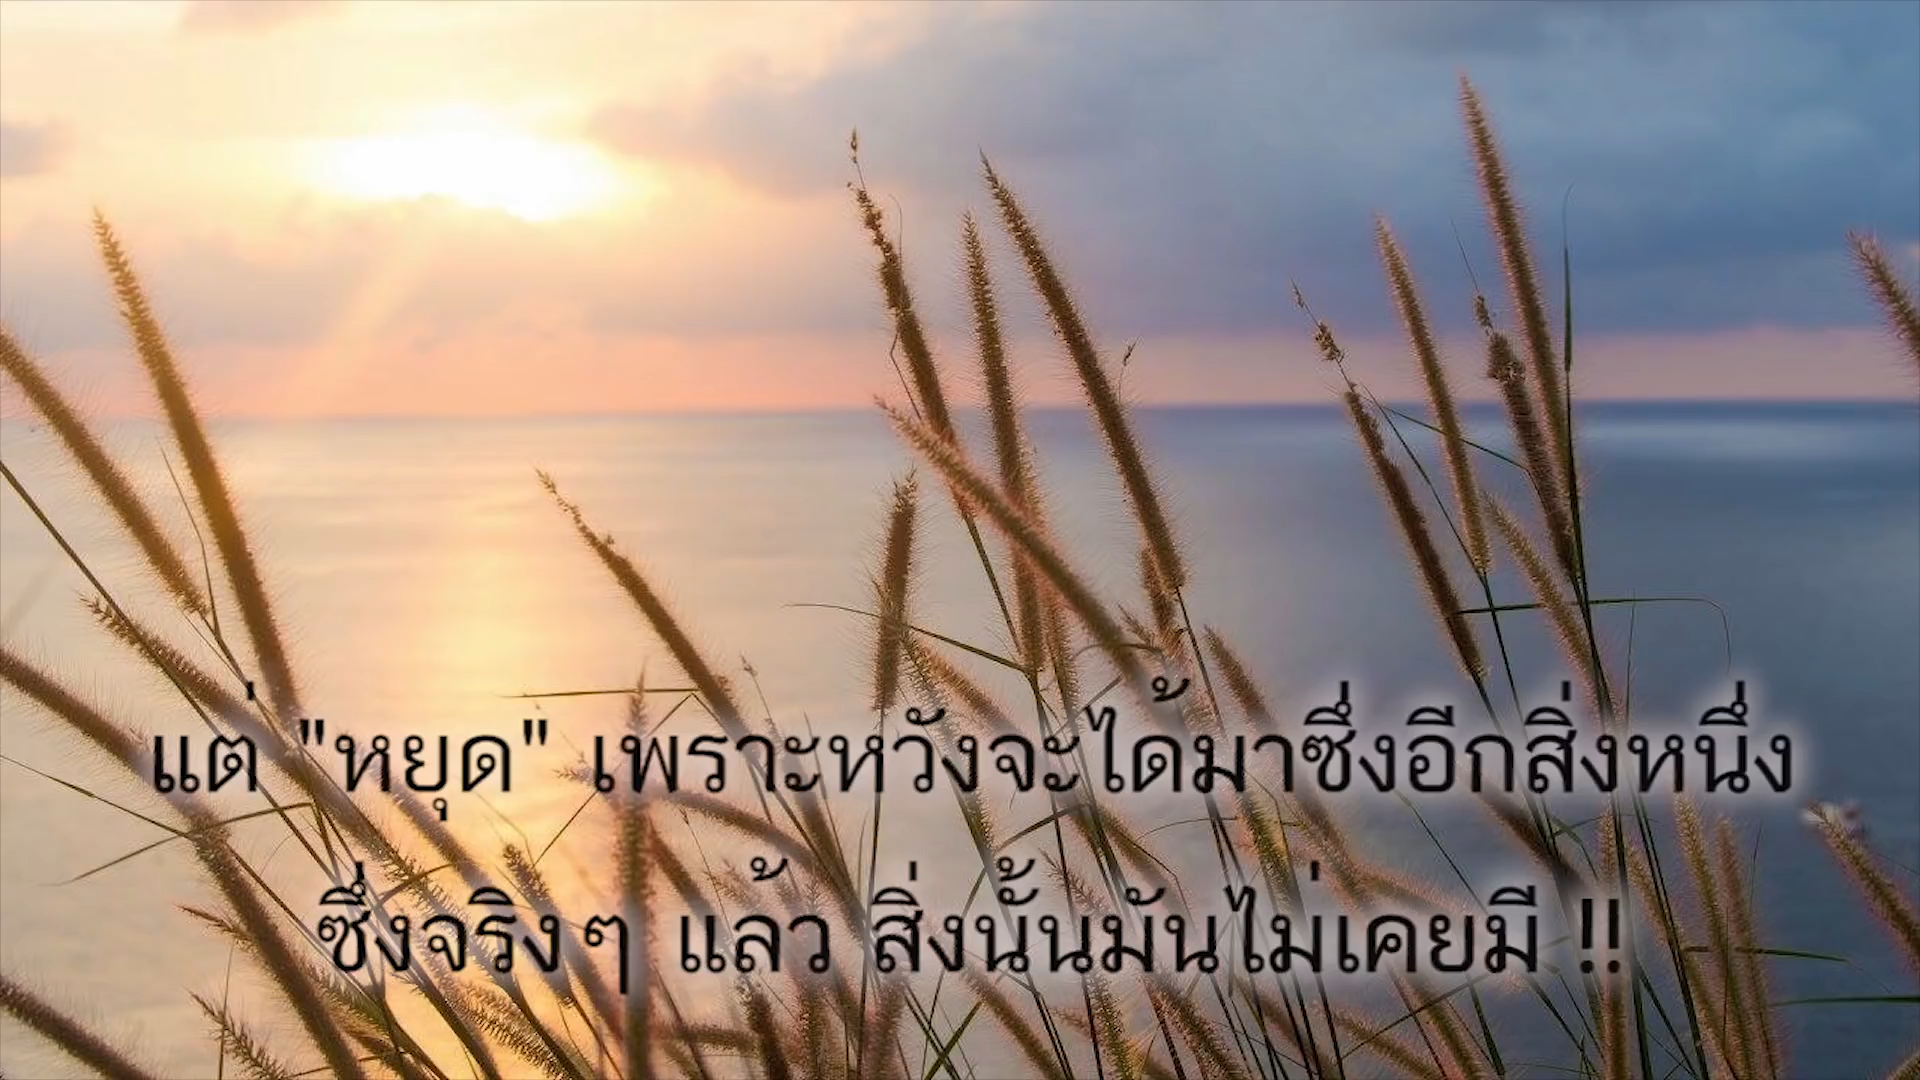 แต่ "หยุด" เพราะหวังจะได้มาซึ่งอีกสิ่งหนึ่ง
ซึ่งจริงๆ แล้ว สิ่งนั้นมันไม่เคยมี !!